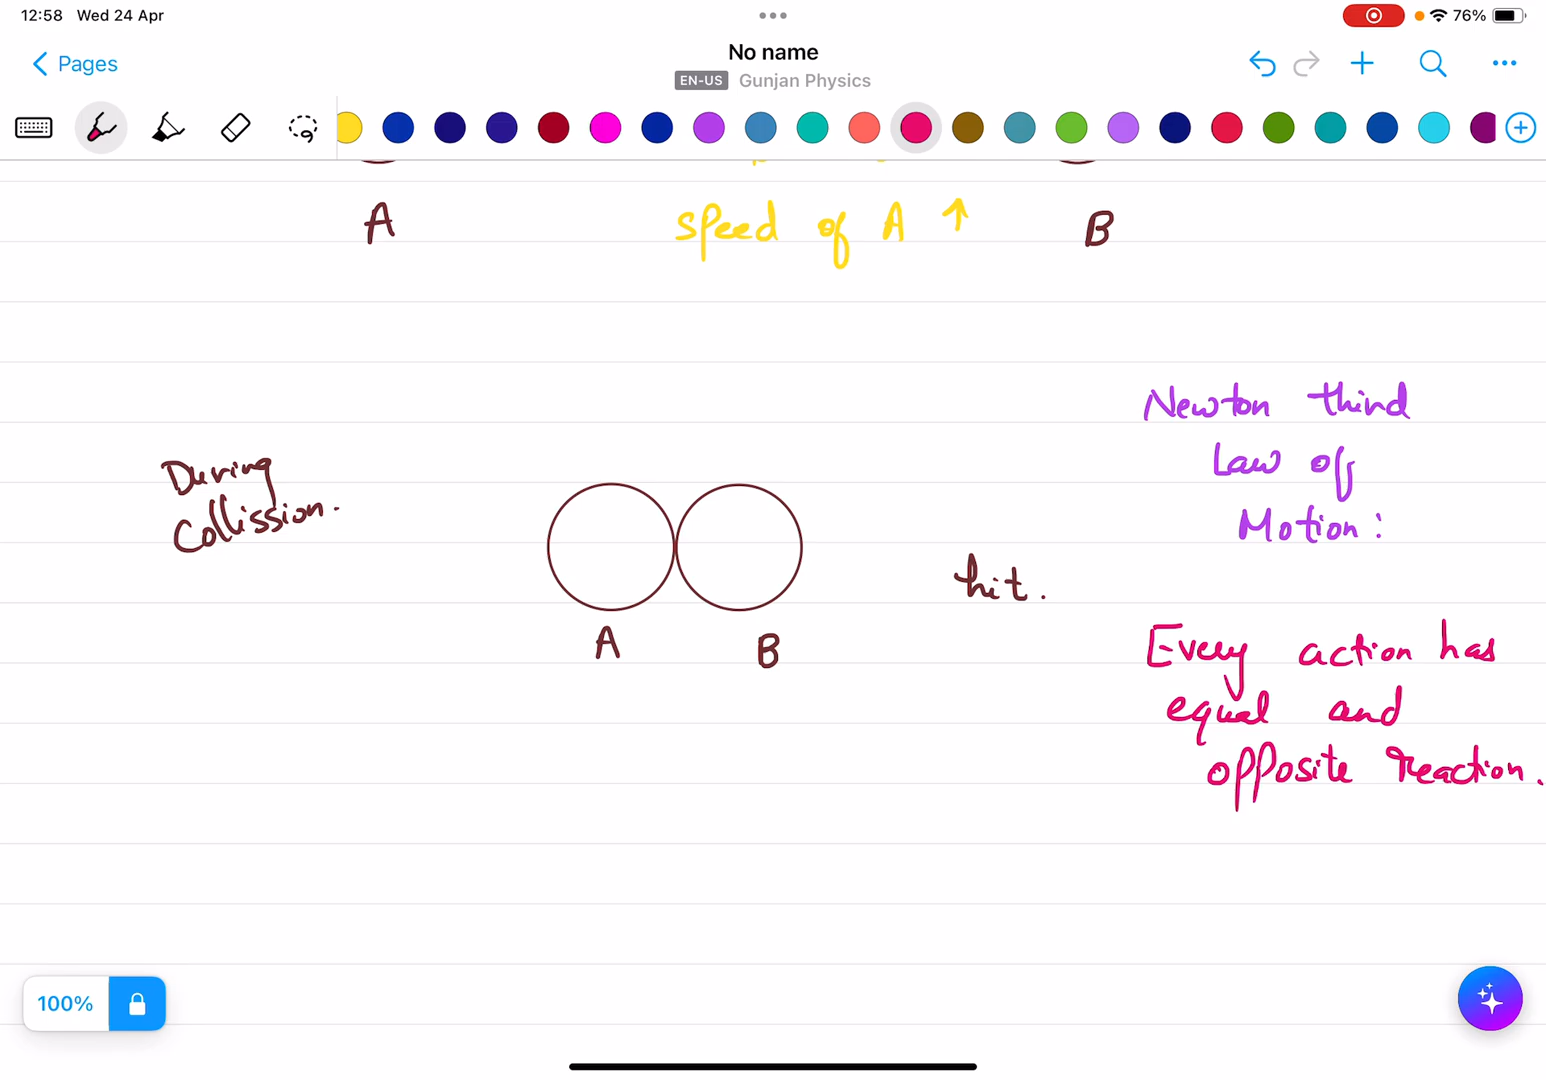 12:58 Wed 24 Apr
76%
Pages
No name
EN-US Gunjan Physics
A
speed of A ↑
B
Newton third
Law of
Motion:
During
Collission.
hit.
A
B
Every action has
equal and
opposite reaction.
100%